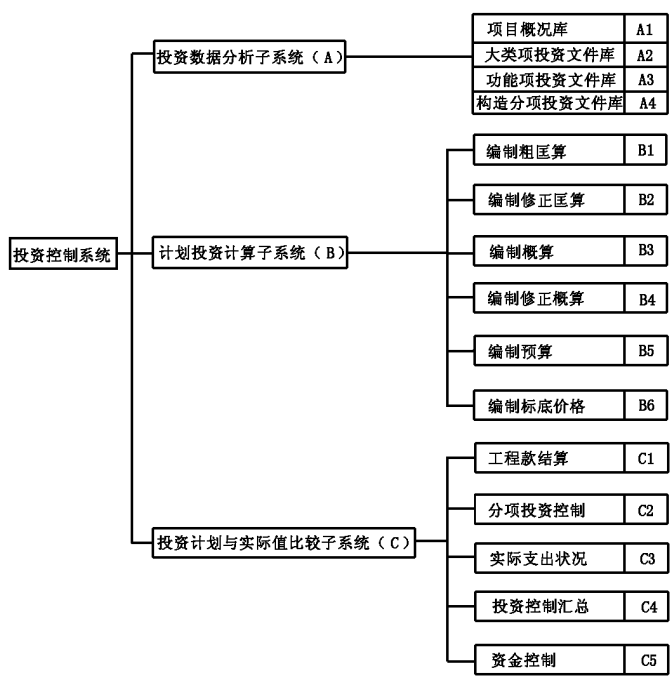 投资控制系统
投资数据分析子系统（A）
项目概况库 A1
大类项投资文件库 A2
功能项投资文件库 A3
构造分项投资文件库 A4
计划投资计算子系统（B）
编制粗匡算 B1
编制修正匡算 B2
编制概算 B3
编制修正概算 B4
编制预算 B5
编制标底价格 B6
投资计划与实际值比较子系统（C）
工程款结算 C1
分项投资控制 C2
实际支出状况 C3
投资控制汇总 C4
资金控制 C5